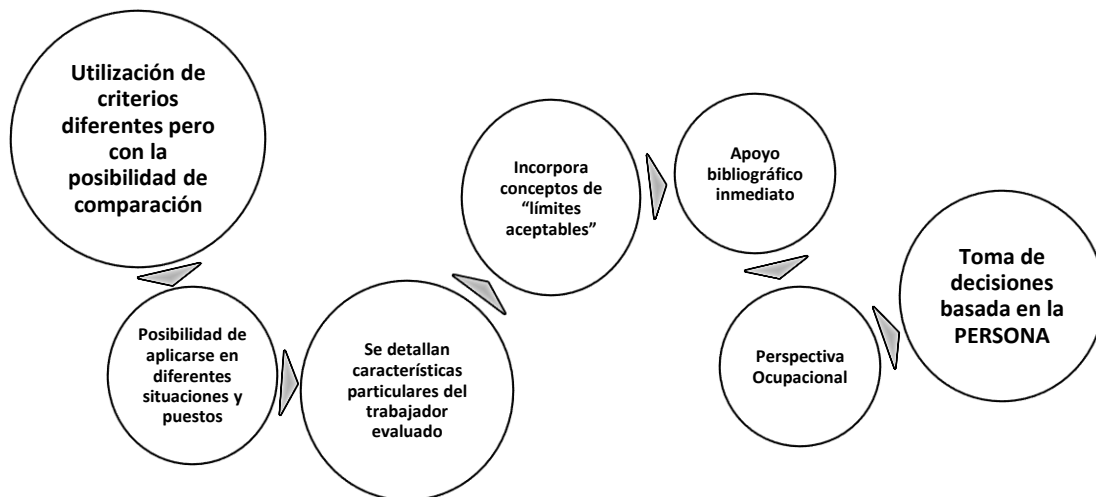 Utilización de
criterios
diferentes pero
con la
posibilidad de
comparación
Posibilidad de
aplicarse en
diferentes
situaciones y
puestos
Se detallan
características
particulares del
trabajador
evaluado
Incorpora
conceptos de
“límites
aceptables”
Apoyo
bibliográfico
inmediato
Perspectiva
Ocupacional
Toma de
decisiones
basada en la
PERSONA